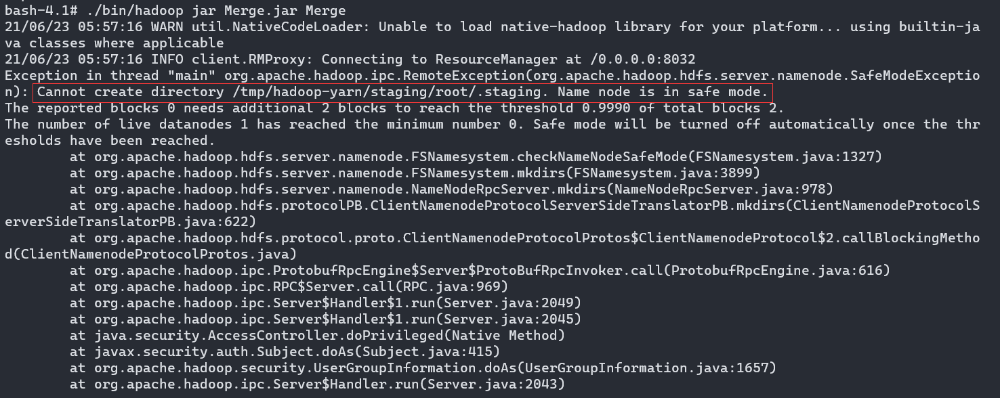 bash-4.1# ./bin/hadoop jar Merge.jar Merge
21/06/23 05:57:16 WARN util.NativeCodeLoader: Unable to load native-hadoop library for your platform... using builtin-ja
va classes where applicable
21/06/23 05:57:16 INFO client.RMProxy: Connecting to ResourceManager at /0.0.0.0:8032
Exception in thread "main" org.apache.hadoop.ipc.RemoteException(org.apache.hadoop.hdfs.server.namenode.SafeModeExceptio
n): Cannot create directory /tmp/hadoop-yarn/staging/root/.staging. Name node is in safe mode.
The reported blocks 0 needs additional 2 blocks to reach the threshold 0.9990 of total blocks 2.
The number of live datanodes 1 has reached the minimum number 0. Safe mode will be turned off automatically once the thr
esholds have been reached.
        at org.apache.hadoop.hdfs.server.namenode.FSNamesystem.checkNameNodeSafeMode(FSNamesystem.java:1327)
        at org.apache.hadoop.hdfs.server.namenode.FSNamesystem.mkdirs(FSNamesystem.java:3899)
        at org.apache.hadoop.hdfs.server.namenode.NameNodeRpcServer.mkdirs(NameNodeRpcServer.java:978)
        at org.apache.hadoop.hdfs.protocolPB.ClientNamenodeProtocolServerSideTranslatorPB.mkdirs(ClientNamenodeProtocolS
erverSideTranslatorPB.java:622)
        at org.apache.hadoop.hdfs.protocol.proto.ClientNamenodeProtocolProtos$ClientNamenodeProtocol$2.callBlockingMetho
d(ClientNamenodeProtocolProtos.java)
        at org.apache.hadoop.ipc.ProtobufRpcEngine$Server$ProtoBufRpcInvoker.call(ProtobufRpcEngine.java:616)
        at org.apache.hadoop.ipc.RPC$Server.call(RPC.java:969)
        at org.apache.hadoop.ipc.Server$Handler$1.run(Server.java:2049)
        at org.apache.hadoop.ipc.Server$Handler$1.run(Server.java:2045)
        at java.security.AccessController.doPrivileged(Native Method)
        at javax.security.auth.Subject.doAs(Subject.java:415)
        at org.apache.hadoop.security.UserGroupInformation.doAs(UserGroupInformation.java:1657)
        at org.apache.hadoop.ipc.Server$Handler.run(Server.java:2043)